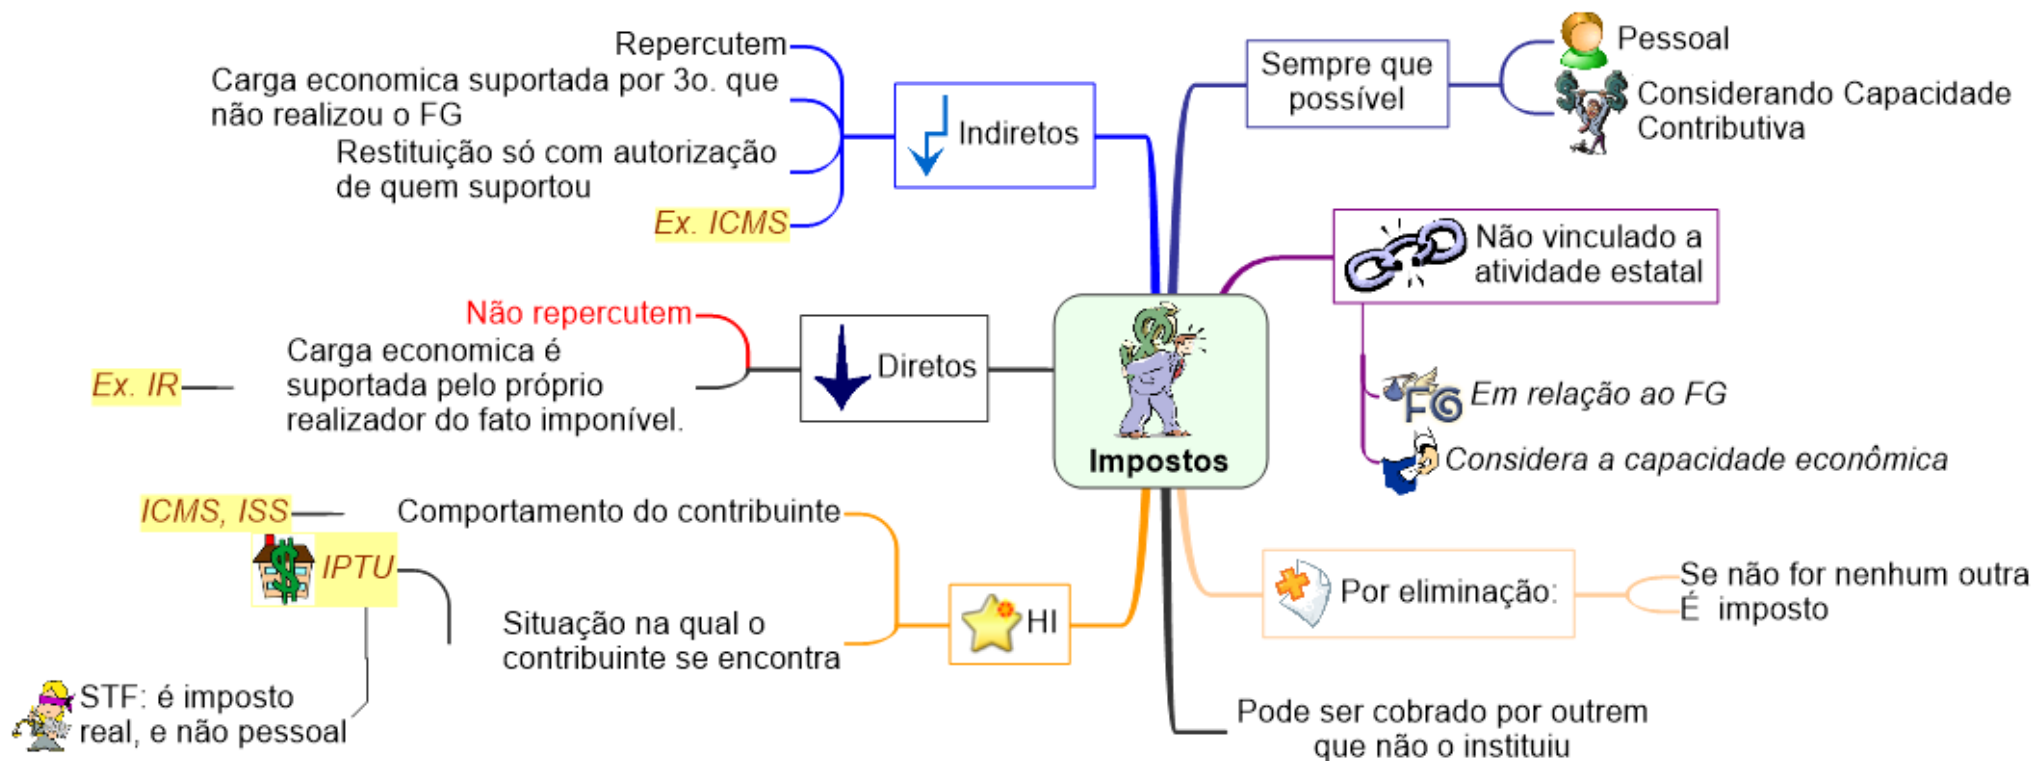 Repercutem
Carga economica suportada por 3o. que
não realizou o FG
Restituição só com autorização
de quem suportou
Ex. ICMS
Indiretos
Não repercutem
Carga economica é
suportada pelo próprio
realizador do fato imponível.
Ex. IR
Diretos
ICMS, ISS
Comportamento do contribuinte
IPTU
Situação na qual o
contribuinte se encontra
STF: é imposto
real, e não pessoal
HI
Impostos
Sempre que
possível
Pessoal
Considerando Capacidade
Contributiva
Não vinculado a
atividade estatal
FG
Em relação ao FG
Considera a capacidade econômica
Por eliminação:
Se não for nenhum outra
É imposto
Pode ser cobrado por outrem
que não o instituiu